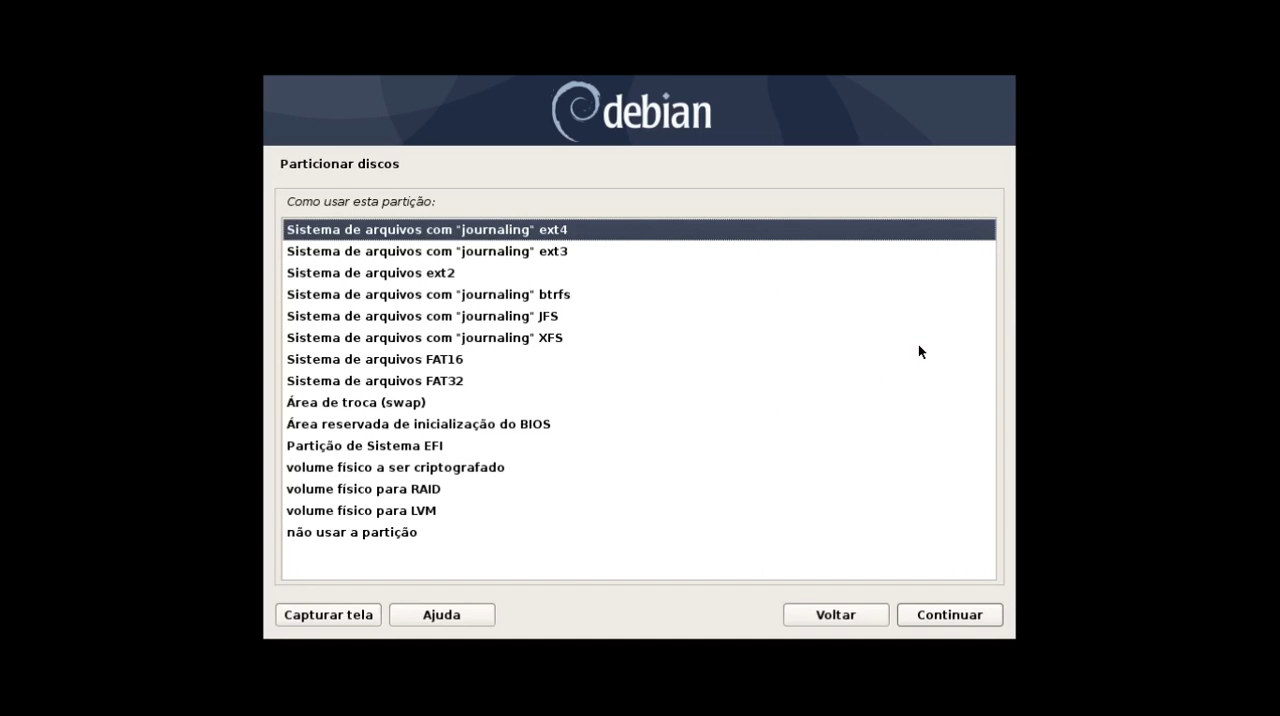 debian
Particionar discos
Como usar esta partição:
Sistema de arquivos com "journaling" ext4
Sistema de arquivos com "journaling" ext3
Sistema de arquivos ext2
Sistema de arquivos com "journaling" btrfs
Sistema de arquivos com "journaling" JFS
Sistema de arquivos com "journaling" XFS
Sistema de arquivos FAT16
Sistema de arquivos FAT32
Área de troca (swap)
Área reservada de inicialização do BIOS
Partição de Sistema EFI
volume físico a ser criptografado
volume físico para RAID
volume físico para LVM
não usar a partição
Capturar tela Ajuda Voltar Continuar